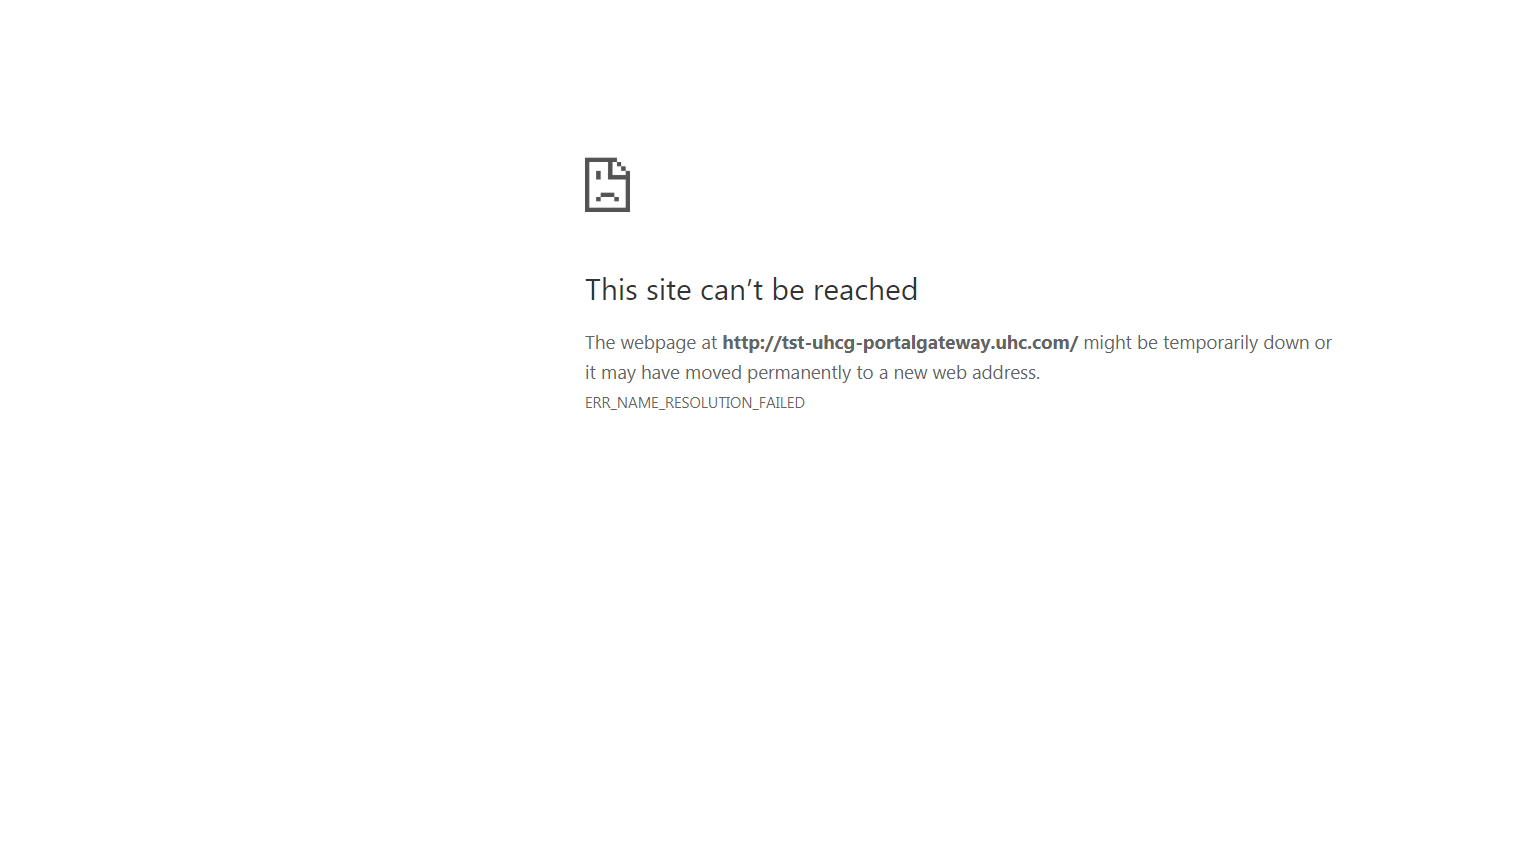 This site can’t be reached
The webpage at http://tst-uhcg-portalgateway.uhc.com/ might be temporarily down or
it may have moved permanently to a new web address.
ERR_NAME_RESOLUTION_FAILED